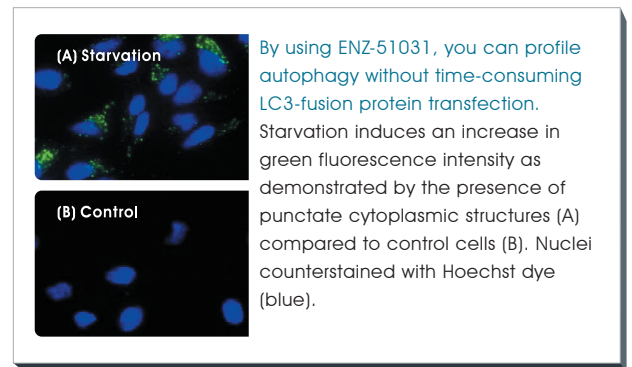 (A) Starvation
(B) Control
By using ENZ-51031, you can profile
autophagy without time-consuming
LC3-fusion protein transfection.
Starvation induces an increase in
green fluorescence intensity as
demonstrated by the presence of
punctate cytoplasmic structures (A)
compared to control cells (B). Nuclei
counterstained with Hoechst dye
(blue).